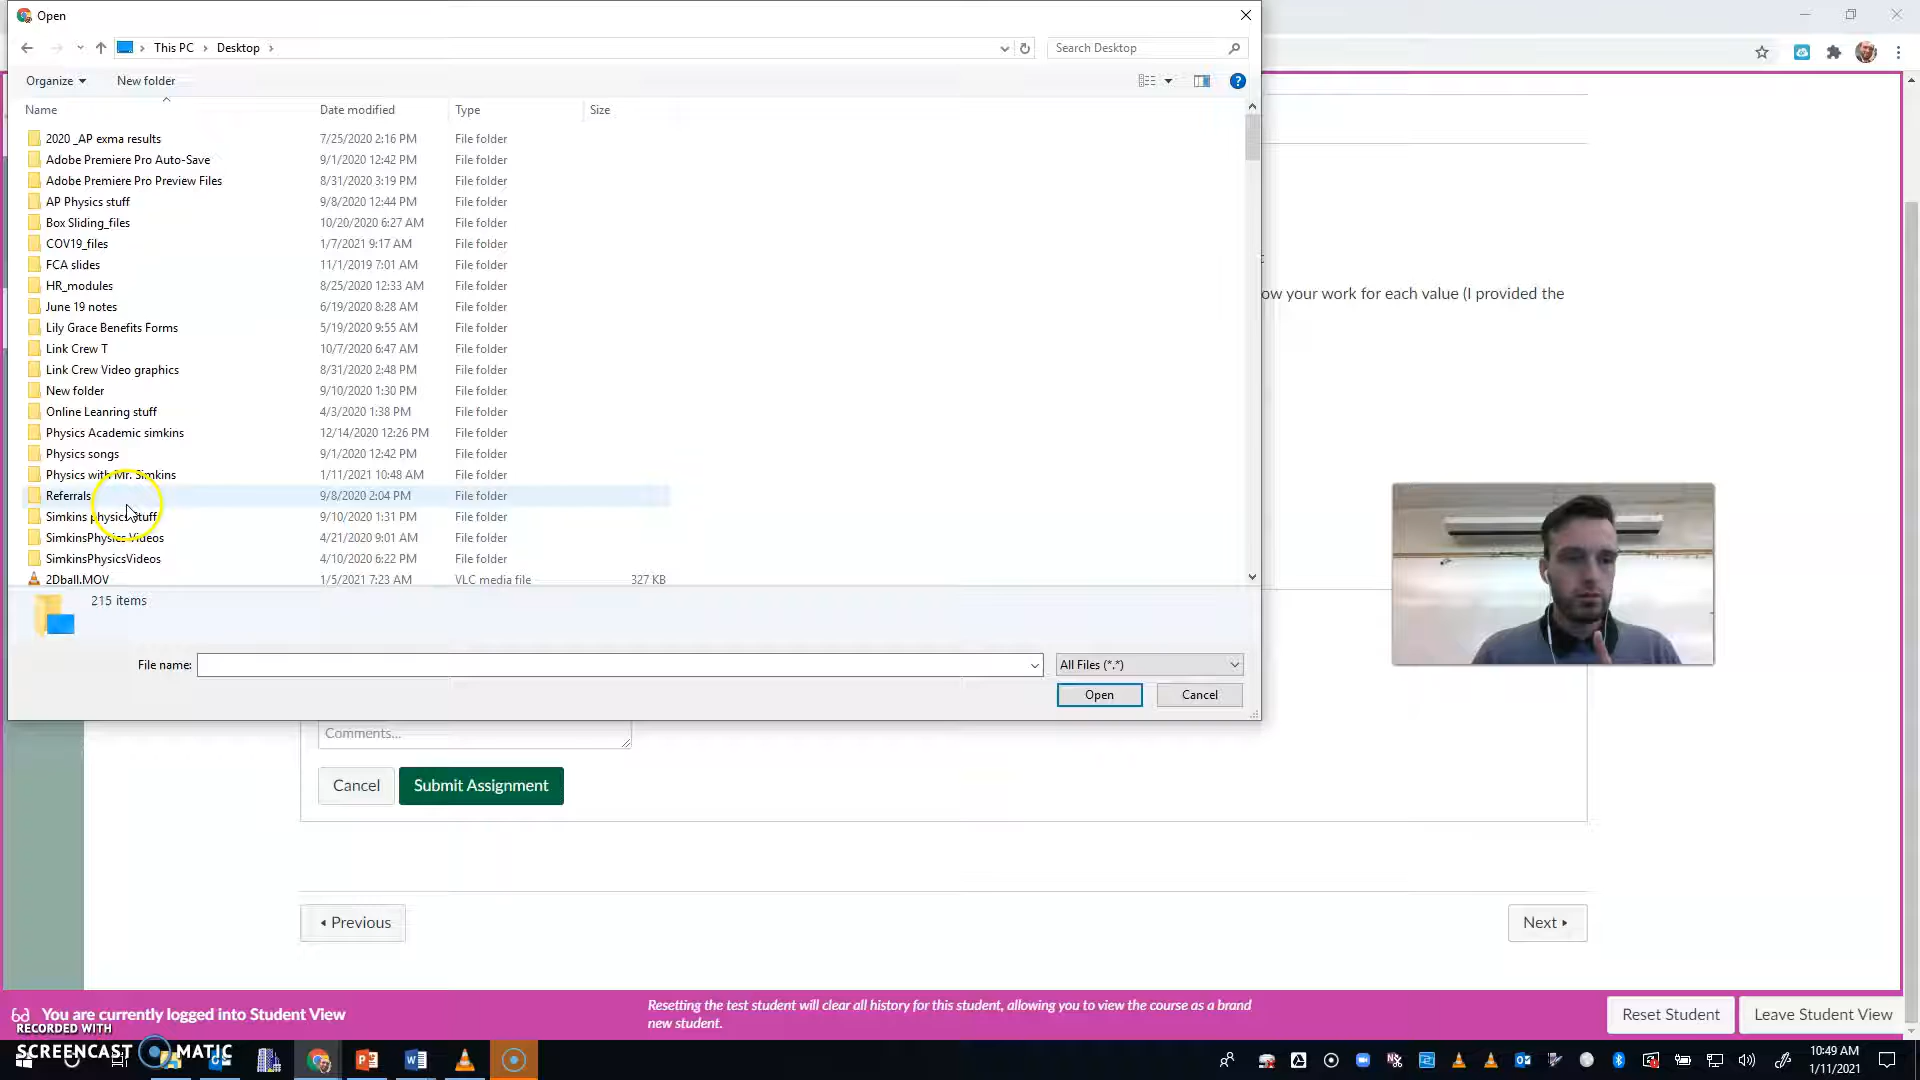 Open
This PC > Desktop >
Search Desktop
Organize
New folder
Name
Date modified
Type
Size
2020 _AP exma results 7/25/2020 2:16 PM File folder
Adobe Premiere Pro Auto-Save 9/1/2020 12:42 PM File folder
Adobe Premiere Pro Preview Files 8/31/2020 3:19 PM File folder
AP Physics stuff 9/8/2020 12:44 PM File folder
Box Sliding_files 10/20/2020 6:27 AM File folder
COV19_files 1/7/2021 9:17 AM File folder
FCA slides 11/1/2019 7:01 AM File folder
HR_modules 8/25/2020 12:33 AM File folder
June 19 notes 6/19/2020 8:28 AM File folder
Lily Grace Benefits Forms 5/19/2020 9:55 AM File folder
Link Crew T 10/7/2020 6:47 AM File folder
Link Crew Video graphics 8/31/2020 2:48 PM File folder
New folder 9/10/2020 1:30 PM File folder
Online Leanring stuff 4/3/2020 1:38 PM File folder
Physics Academic simkins 12/14/2020 12:26 PM File folder
Physics songs 9/1/2020 12:42 PM File folder
Physics with Mr. Simkins 1/11/2021 10:48 AM File folder
Referrals 9/8/2020 2:04 PM File folder
Simkins physics stuff 9/10/2020 1:31 PM File folder
SimkinsPhysics Videos 4/21/2020 9:01 AM File folder
SimkinsPhysicsVideos 4/10/2020 6:22 PM File folder
2Dball.MOV 1/5/2021 7:23 AM VLC media file 327 KB
215 items
File name:
All Files (*.*)
Open
Cancel
ow your work for each value (I provided the
Comments...
Cancel
Submit Assignment
Previous
Next
You are currently logged into Student View
Resetting the test student will clear all history for this student, allowing you to view the course as a brand
new student.
Reset Student
Leave Student View
RECORDED WITH
SCREENCAST MATIC
10:49 AM
1/11/2021